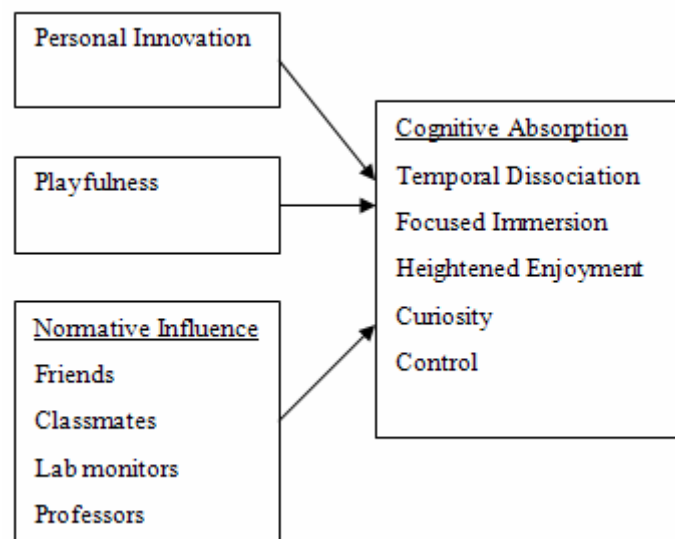 Personal Innovation
Playfulness
Normative Influence
Friends
Classmates
Lab monitors
Professors
Cognitive Absorption
Temporal Dissociation
Focused Immersion
Heightened Enjoyment
Curiosity
Control